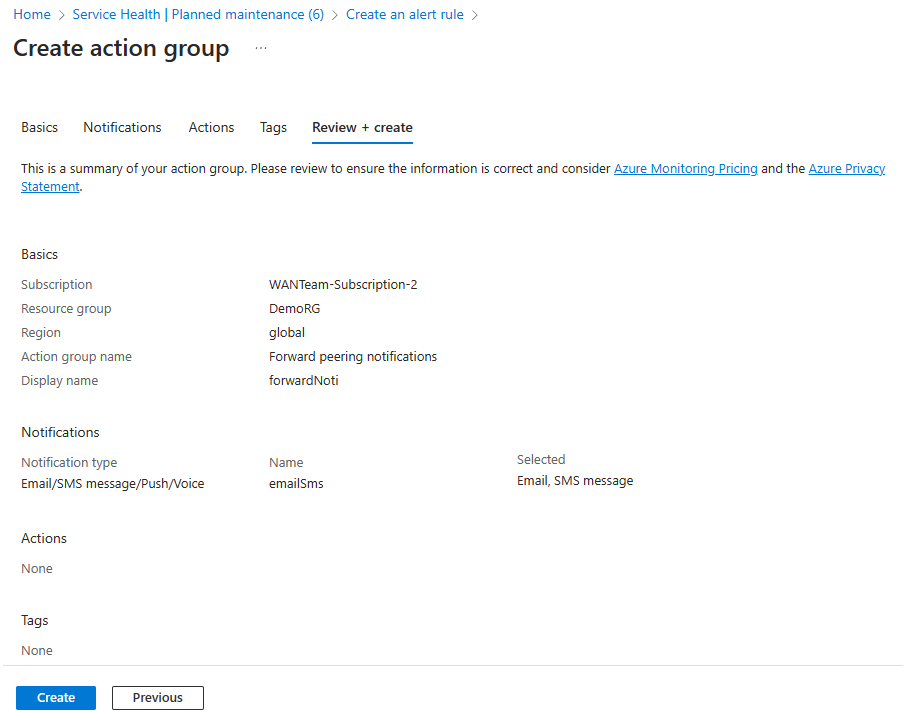 Home > Service Health | Planned maintenance (6) > Create an alert rule >
Create action group ...
Basics Notifications Actions Tags Review + create
This is a summary of your action group. Please review to ensure the information is correct and consider Azure Monitoring Pricing and the Azure Privacy
Statement.
Basics
Subscription WANTeam-Subscription-2
Resource group DemoRG
Region global
Action group name Forward peering notifications
Display name forwardNoti
Notifications
Notification type Name Selected
Email/SMS message/Push/Voice emailSms Email, SMS message
Actions
None
Tags
None
Create Previous